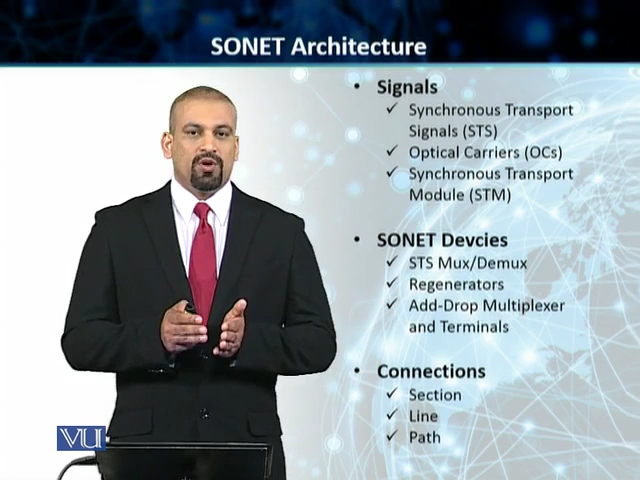 SONET Architecture
• Signals
✓ Synchronous Transport
Signals (STS)
✓ Optical Carriers (OCs)
✓ Synchronous Transport
Module (STM)
• SONET Devcies
✓ STS Mux/Demux
✓ Regenerators
✓ Add-Drop Multiplexer
and Terminals
• Connections
✓ Section
✓ Line
✓ Path
VU